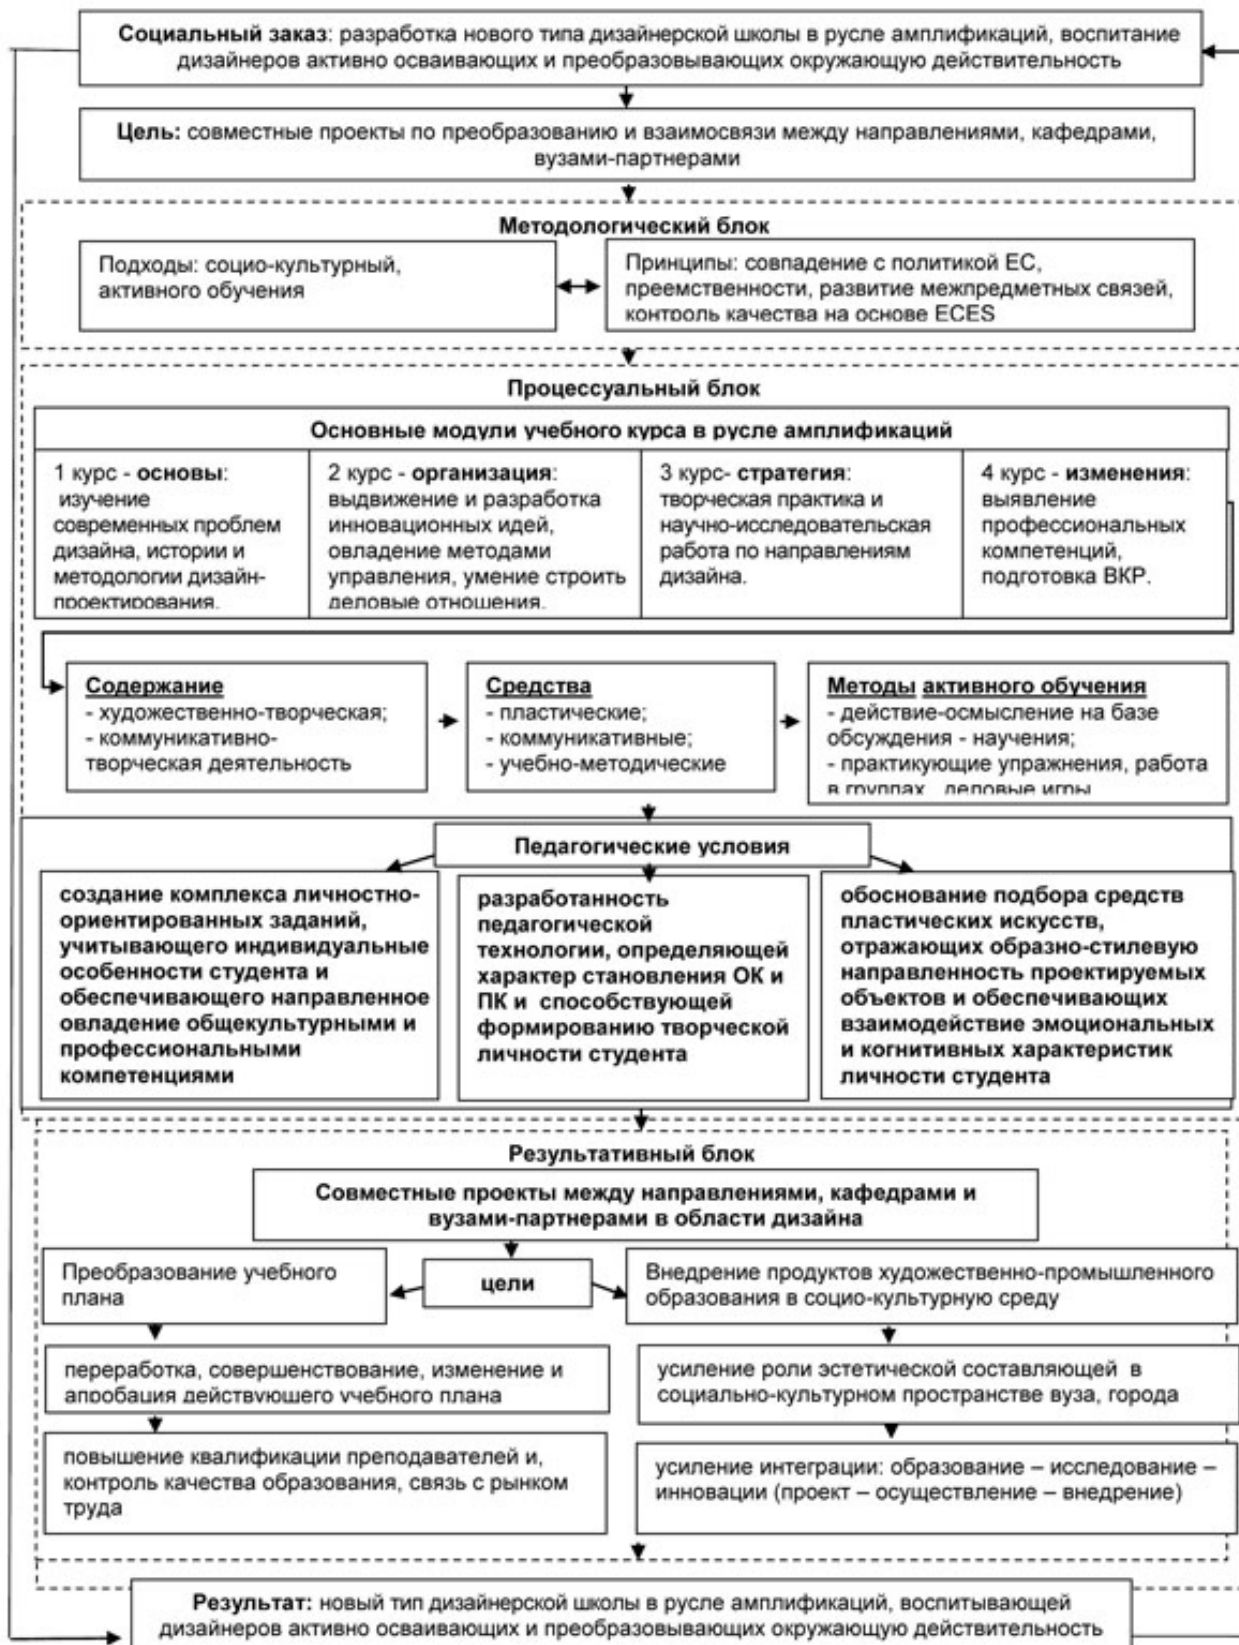 Социальный заказ: разработка нового типа дизайнерской школы в русле амплификаций, воспитание
дизайнеров активно осваивающих и преобразовывающих окружающую действительность
Цель: совместные проекты по преобразованию и взаимосвязи между направлениями, кафедрами,
вузами-партнерами
Методологический блок
Подходы: социо-культурный,
активного обучения
Принципы: совпадение с политикой ЕС,
преемственности, развитие межпредметных связей,
контроль качества на основе ECES
Процессуальный блок
Основные модули учебного курса в русле амплификаций
1 курс - основы:
изучение
современных проблем
дизайна, истории и
методологии дизайн-
проектирования.
2 курс - организация:
выдвижение и разработка
инновационных идей,
овладение методами
управления, умение строить
деловые отношения.
3 курс- стратегия:
творческая практика и
научно-исследовательская
работа по направлениям
дизайна.
4 курс - изменения:
выявление
профессиональных
компетенций,
подготовка ВКР.
Содержание
- художественно-творческая;
- коммуникативно-
творческая деятельность
Средства
- пластические;
- коммуникативные;
- учебно-методические
Методы активного обучения
- действие-осмысление на базе
обсуждения - научения;
- практикующие упражнения, работа
в группах, деловые игры
Педагогические условия
создание комплекса личностно-
ориентированных заданий,
учитывающего индивидуальные
особенности студента и
обеспечивающего направленное
овладение общекультурными и
профессиональными
компетенциями
разработанность
педагогической
технологии, определяющей
характер становления ОК и
ПК и способствующей
формированию творческой
личности студента
обоснование подбора средств
пластических искусств,
отражающих образно-стилевую
направленность проектируемых
объектов и обеспечивающих
взаимодействие эмоциональных
и когнитивных характеристик
личности студента
Результативный блок
Совместные проекты между направлениями, кафедрами и
вузами-партнерами в области дизайна
цели
Преобразование учебного
плана
Внедрение продуктов художественно-промышленного
образования в социо-культурную среду
переработка, совершенствование, изменение и
апробация действующего учебного плана
усиление роли эстетической составляющей в
социально-культурном пространстве вуза, города
повышение квалификации преподавателей и,
контроль качества образования, связь с рынком
труда
усиление интеграции: образование – исследование –
инновации (проект – осуществление – внедрение)
Результат: новый тип дизайнерской школы в русле амплификаций, воспитывающей
дизайнеров активно осваивающих и преобразовывающих окружающую действительность